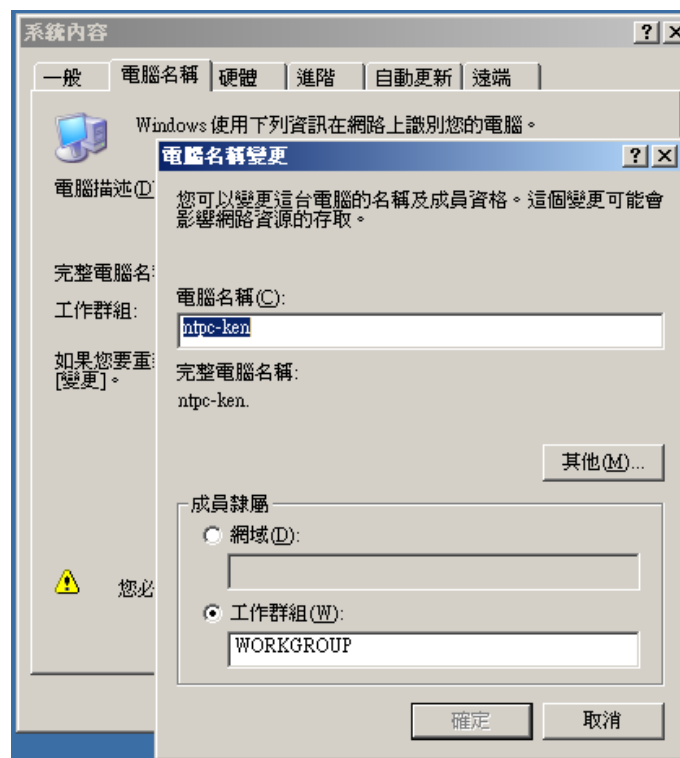 系統內容
一般
電腦名稱
硬體
進階
自動更新
遠端
Windows 使用下列資訊在網路上識別您的電腦。
電腦描述(D
完整電腦名
工作群組:
如果您要重
[變更]。
您必
電腦名稱變更
您可以變更這台電腦的名稱及成員資格。這個變更可能會
影響網路資源的存取。
電腦名稱(C):
ntpc-ken
完整電腦名稱:
ntpc-ken.
其他(M)...
成員隸屬
網域(D):
工作群組(W):
WORKGROUP
確定
取消